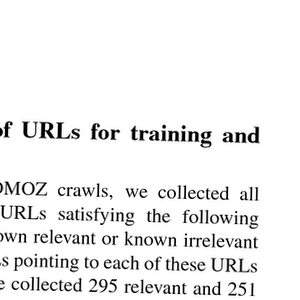 of URLs for training and
DMOZ crawls, we collected all
URLs satisfying the following
own relevant or known irrelevant
s pointing to each of these URLs
e collected 295 relevant and 251